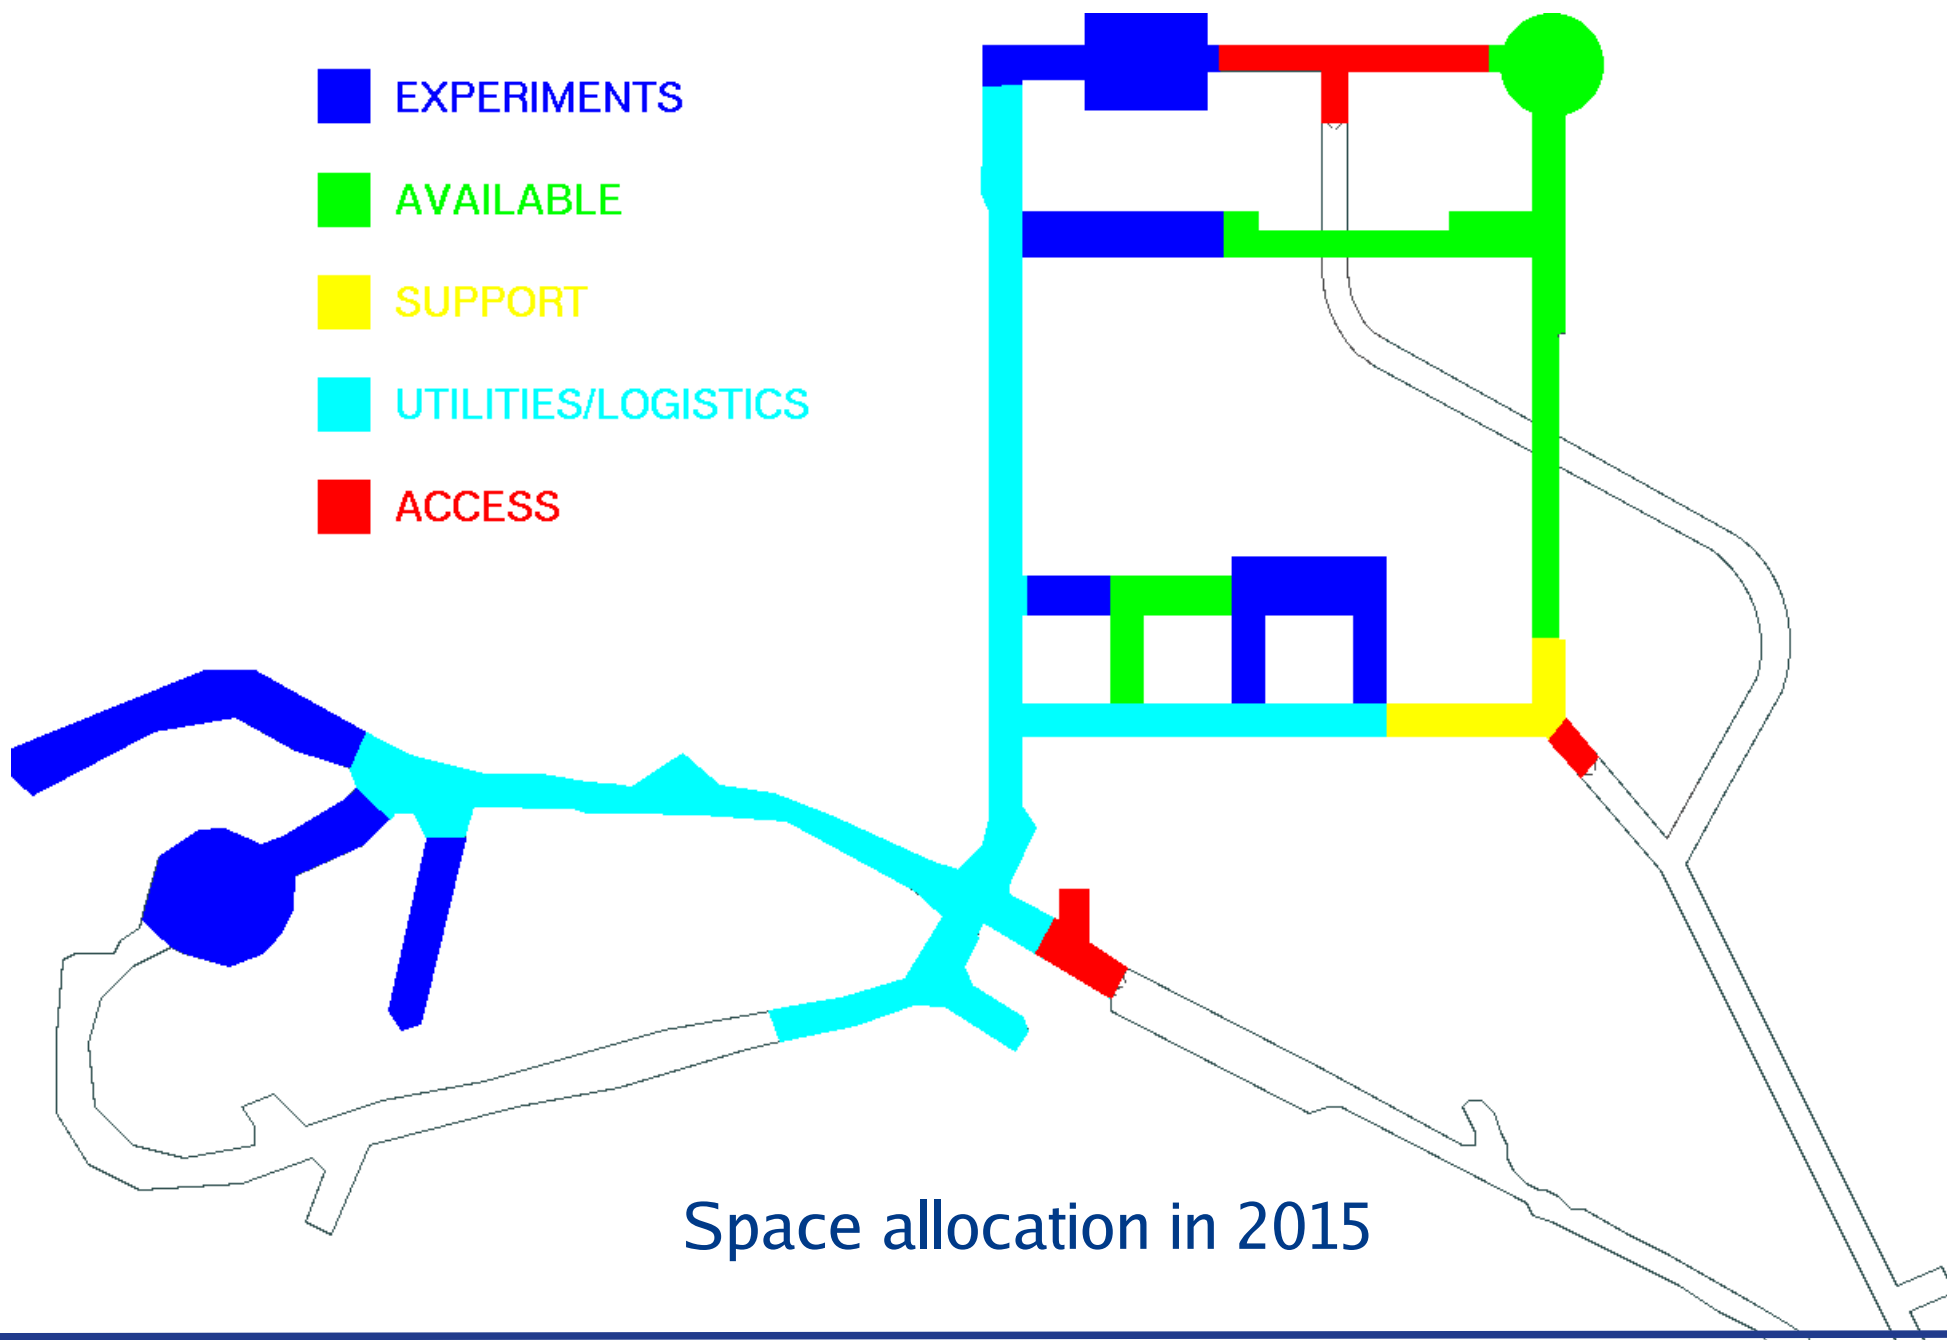 EXPERIMENTS
AVAILABLE
SUPPORT
UTILITIES/LOGISTICS
ACCESS
Space allocation in 2015